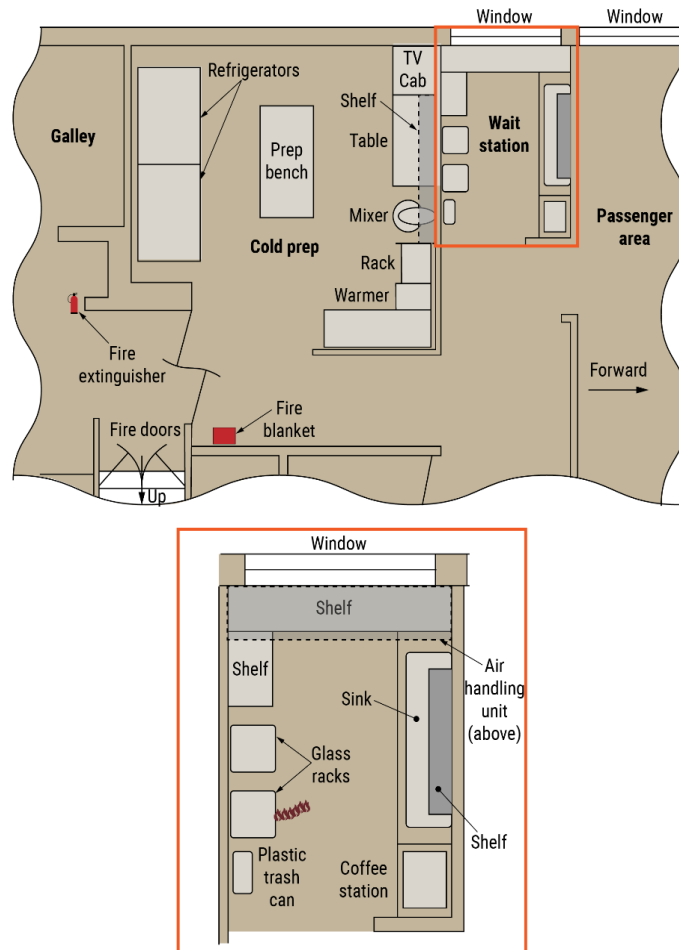 Window
Window
TV
Cab
Refrigerators
Shelf
Galley
Wait
station
Table
Prep
bench
Mixer
Passenger
area
Cold prep
Rack
Warmer
Fire
extinguisher
Forward
Fire
blanket
Fire doors
Up
Window
Shelf
Shelf
Air
handling
unit
(above)
Sink
Glass
racks
Shelf
Plastic
trash
can
Coffee
station